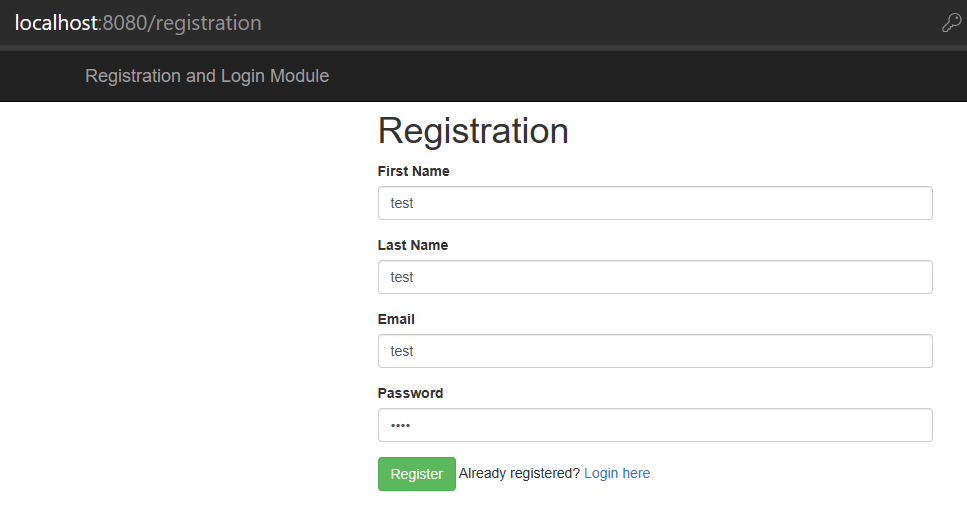 localhost:8080/registration
Registration and Login Module
Registration
First Name
test
Last Name
test
Email
test
Password
••••
Register Already registered? Login here